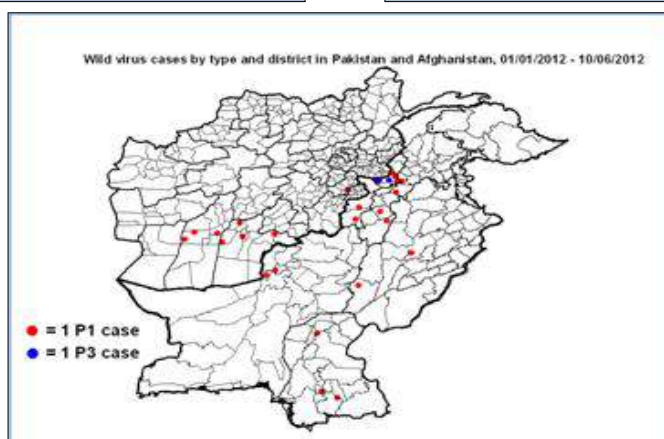 Wild virus cases by type and district in Pakistan and Afghanistan, 01/01/2012 - 10/06/2012
= 1 P1 case
= 1 P3 case